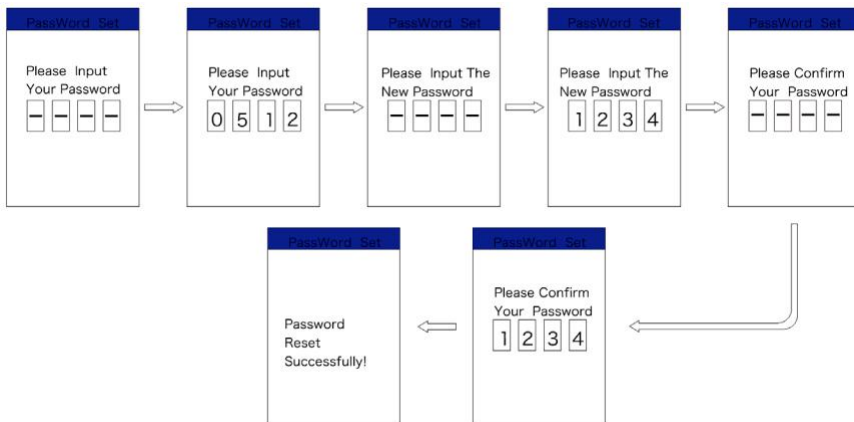 PassWord Set
Please Input
Your Password
– – – –
PassWord Set
Please Input
Your Password
0 5 1 2
PassWord Set
Please Input The
New Password
– – – –
PassWord Set
Please Input The
New Password
1 2 3 4
PassWord Set
Please Confirm
Your Password
– – – –
PassWord Set
Please Confirm
Your Password
1 2 3 4
PassWord Set
Password
Reset
Successfully!